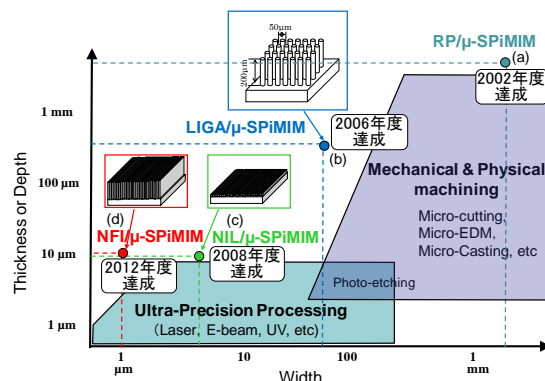 50μm
200μm
RP/μ-SPiMIM
(a)
2002年度
達成
1 mm
LIGA/μ-SPiMIM
2006年度
達成
(b)
Mechanical & Physical
machining
Micro-cutting,
Micro-EDM,
Micro-Casting, etc
100 μm
(d)
(c)
NFI/μ-SPiMIM
NIL/μ-SPiMIM
10 μm
2012年度
達成
2008年度
達成
Photo-etching
Ultra-Precision Processing
(Laser, E-beam, UV, etc)
1 μm
Thickness or Depth
1
μm
10
100
1
mm
Width